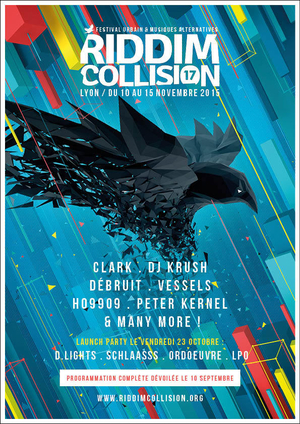 FESTIVAL URBAIN & MUSIQUES ALTERNATIVES
RIDDIM
COLLISION 17
LYON / DU 10 AU 15 NOVEMBRE 2015
CLARK . DJ KRUSH
DÉBRUIT . VESSELS
HO9909 . PETER KERNEL
& MANY MORE !
LAUNCH PARTY LE VENDREDI 23 OCTOBRE :
D.LIGHTS . SCHLAASSS . ORDOEUVRE . LPO
PROGRAMMATION COMPLÈTE DÉVOILÉE LE 10 SEPTEMBRE
WWW.RIDDIMCOLLISION.ORG